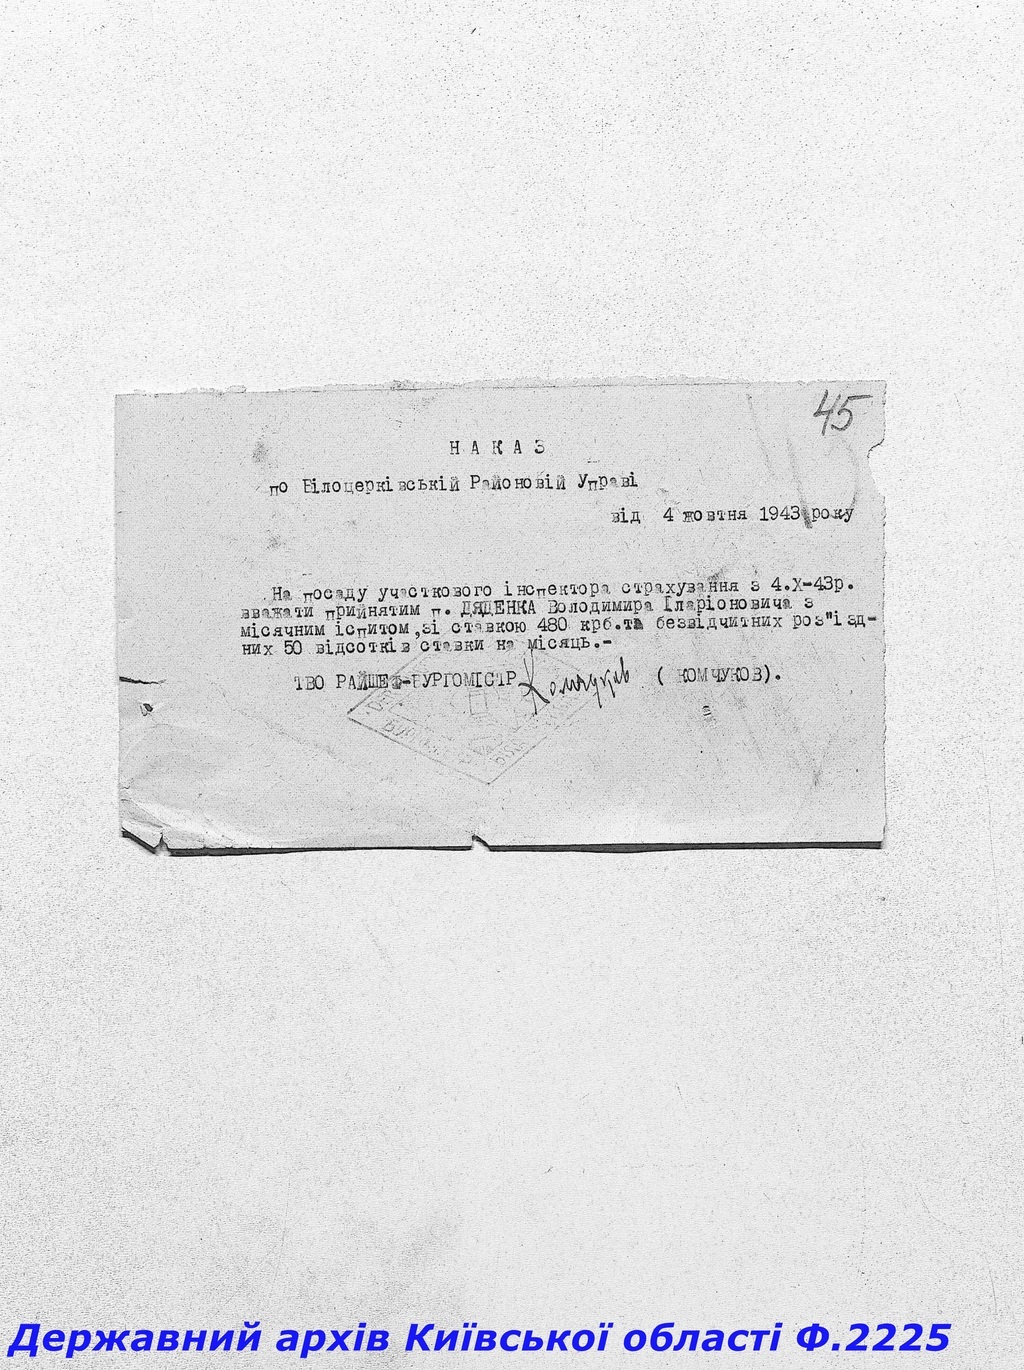 45
НАКАЗ
по Білоцерківській Районовій Управі
від 4 жовтня 1943 року
На посаду участкового інспектора страхування з 4.Х-43р.
вважати прийнятим п. ДЯДЕНКА Володимира Іларіоновича з
місячним іспитом,зі ставкою 480 крб.та безвідчитних роз"їзд-
них 50 відсотків ставки на місяць.-
ТВО РАЙШЕФ-БУРГОМІСТР Комчуков ( КОМЧУКОВ).
Державний архів Київської області Ф.2225